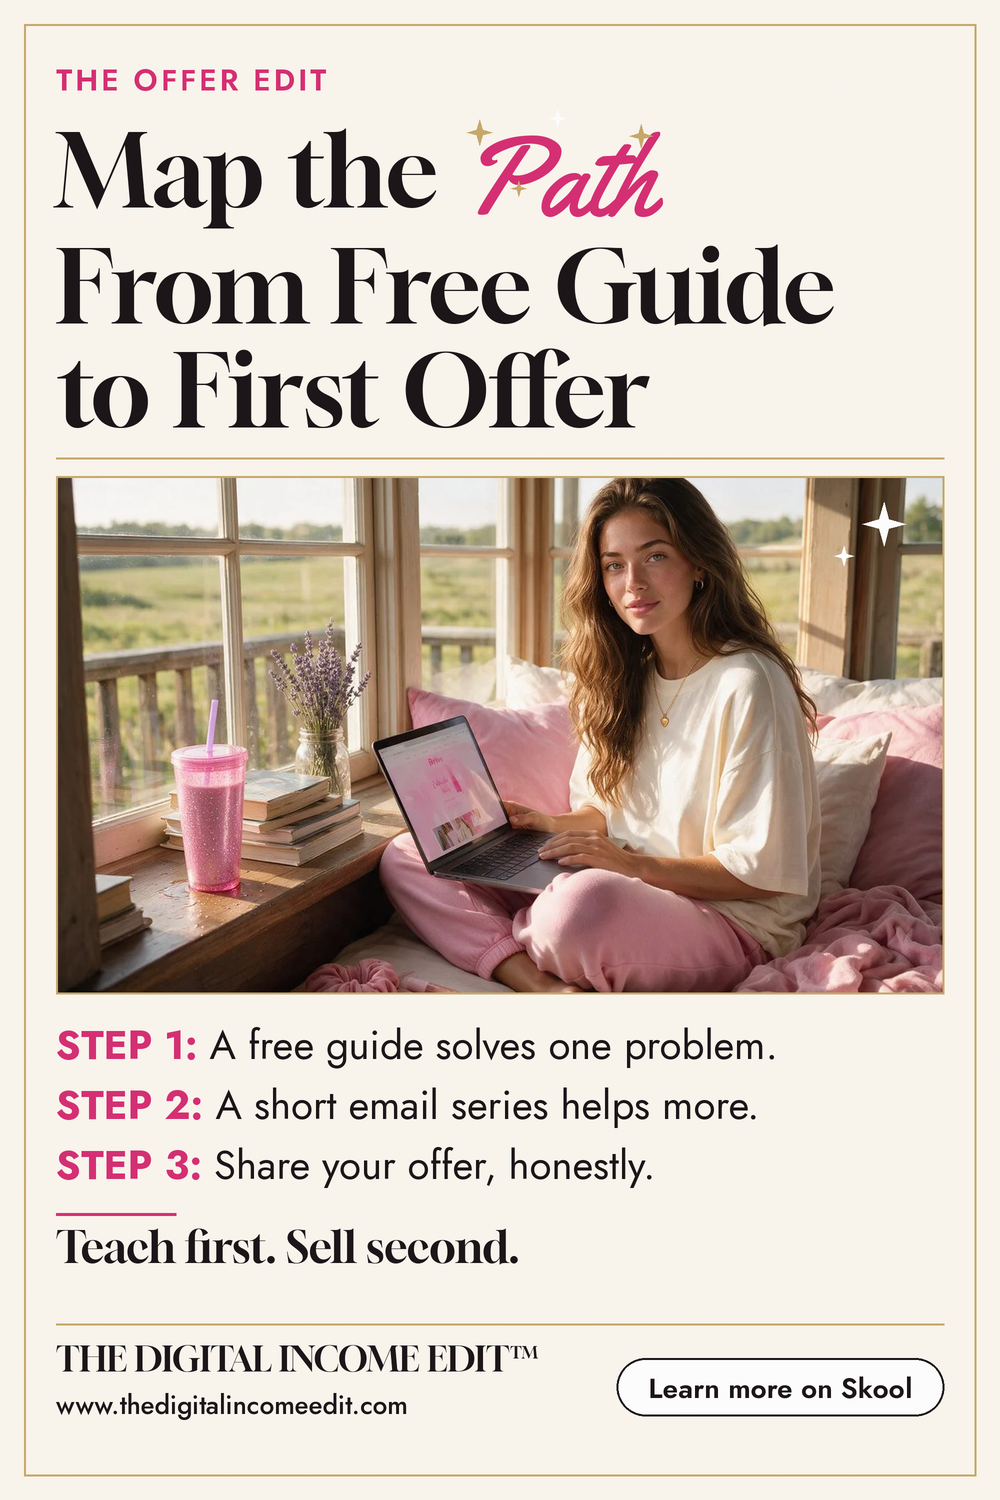 THE OFFER EDIT
Map the Path
From Free Guide
to First Offer
STEP 1: A free guide solves one problem.
STEP 2: A short email series helps more.
STEP 3: Share your offer, honestly.
Teach first. Sell second.
THE DIGITAL INCOME EDIT™
www.thedigitalincomeedit.com
Learn more on Skool